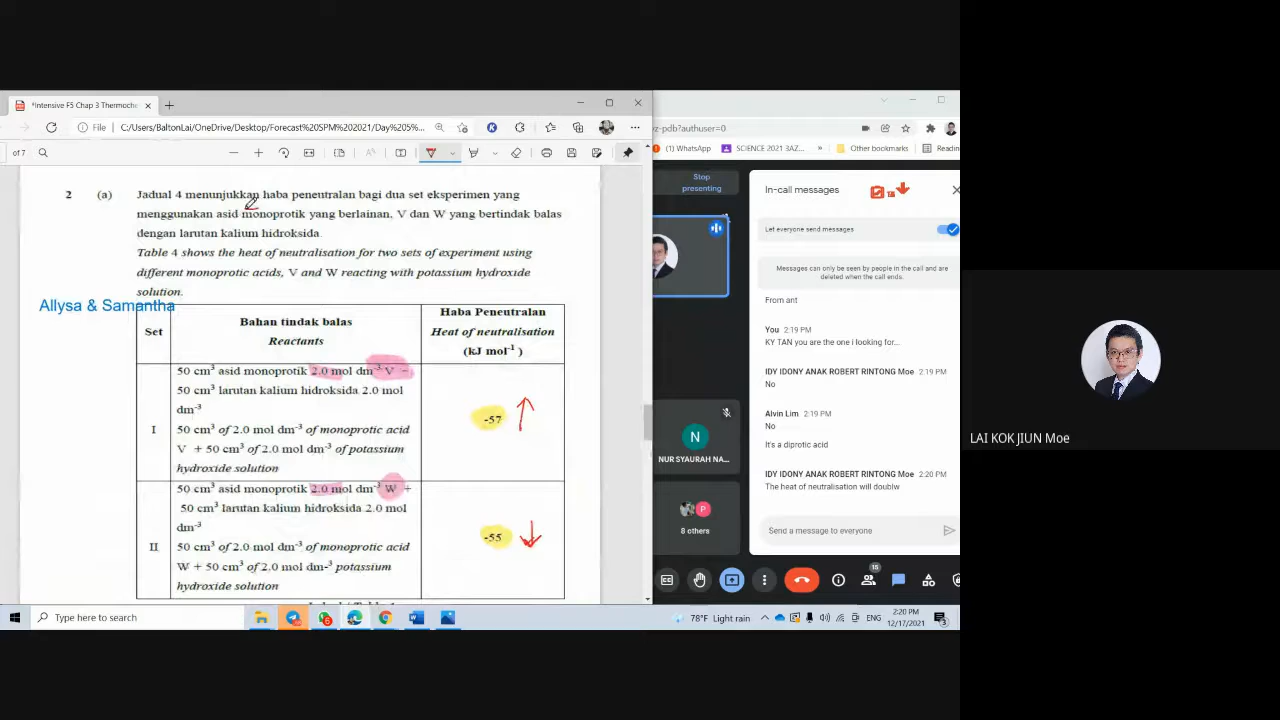 *Intensive F5 Chap 3 Thermoche
File
C:/Users/BaltonLai/OneDrive/Desktop/Forecast%20SPM%202021/Day%205%...
of 7
2 (a) Jadual 4 menunjukkan haba peneutralan bagi dua set eksperimen yang
menggunakan asid monoprotik yang berlainan, V dan W yang bertindak balas
dengan larutan kalium hidroksida.
Table 4 shows the heat of neutralisation for two sets of experiment using
different monoprotic acids, V and W reacting with potassium hydroxide
solution.
Allysa & Samantha
Set
Bahan tindak balas
Reactants
Haba Peneutralan
Heat of neutralisation
(kJ mol-1 )
I
50 cm3 asid monoprotik 2.0 mol dm-3 V +
50 cm3 larutan kalium hidroksida 2.0 mol
dm-3
50 cm3 of 2.0 mol dm-3 of monoprotic acid
V + 50 cm3 of 2.0 mol dm-3 of potassium
hydroxide solution
-57
II
50 cm3 asid monoprotik 2.0 mol dm-3 W +
50 cm3 larutan kalium hidroksida 2.0 mol
dm-3
50 cm3 of 2.0 mol dm-3 of monoprotic acid
W + 50 cm3 of 2.0 mol dm-3 potassium
hydroxide solution
-55
z-pdb?authuser=0
(1) WhatsApp
SCIENCE 2021 3AZ...
»
Other bookmarks
Reading
Stop
presenting
N
NUR SYAURAH NA...
P
8 others
In-call messages
Let everyone send messages
Messages can only be seen by people in the call and are
deleted when the call ends.
From ant
You 2:19 PM
KY TAN you are the one i looking for...
IDY IDONY ANAK ROBERT RINTONG Moe 2:19 PM
No
Alvin Lim 2:19 PM
No
It's a diprotic acid
IDY IDONY ANAK ROBERT RINTONG Moe 2:20 PM
The heat of neutralisation will doublw
Send a message to everyone
15
LAI KOK JIUN Moe
Type here to search
6
78°F Light rain
ENG
2:20 PM
12/17/2021
3